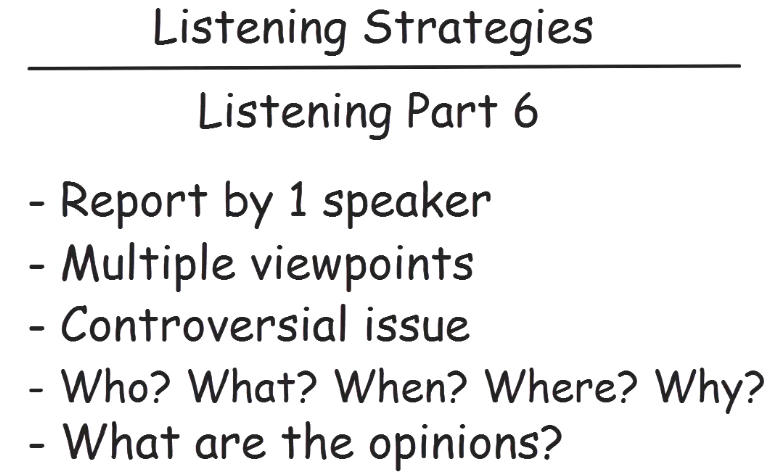 Listening Strategies
Listening Part 6
- Report by 1 speaker
- Multiple viewpoints
- Controversial issue
- Who? What? When? Where? Why?
- What are the opinions?